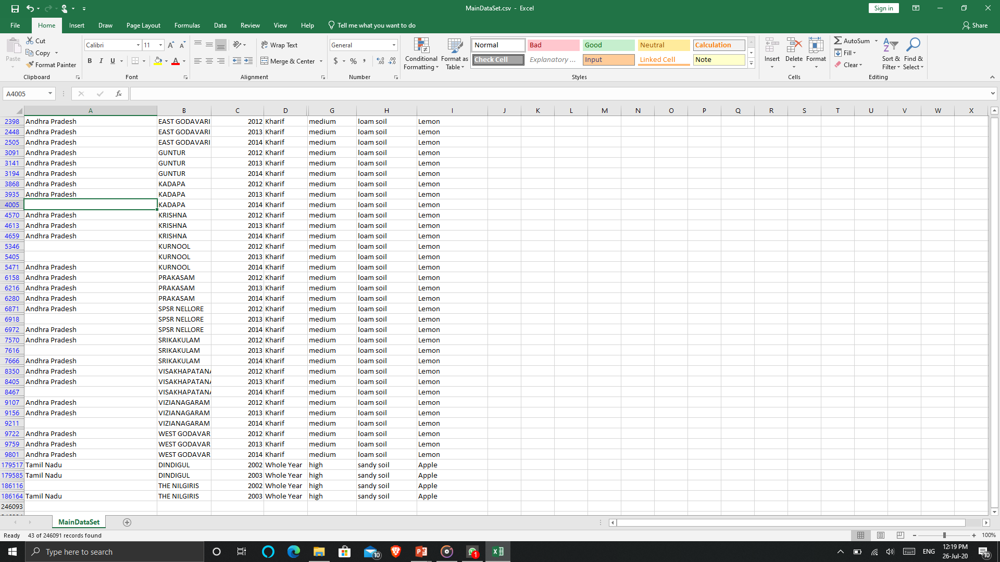 MainDataSet.csv - Excel
Sign in
File Home Insert Draw Page Layout Formulas Data Review View Help Tell me what you want to do Share
Paste
Cut
Copy
Format Painter
Calibri 11
B I U
Wrap Text
Merge & Center
General
$ % ,
Conditional Formatting
Format as Table
Normal Bad Good Neutral Calculation
Check Cell Explanatory ... Input Linked Cell Note
Insert Delete Format
AutoSum
Fill
Clear
Sort & Filter
Find & Select
Clipboard Font Alignment Number Styles Cells Editing
A4005 fx
A B C D G H I J K L M N O P Q R S T U V W X
2398 Andhra Pradesh EAST GODAVARI 2012 Kharif medium loam soil Lemon
2448 Andhra Pradesh EAST GODAVARI 2013 Kharif medium loam soil Lemon
2505 Andhra Pradesh EAST GODAVARI 2014 Kharif medium loam soil Lemon
3091 Andhra Pradesh GUNTUR 2012 Kharif medium loam soil Lemon
3141 Andhra Pradesh GUNTUR 2013 Kharif medium loam soil Lemon
3194 Andhra Pradesh GUNTUR 2014 Kharif medium loam soil Lemon
3868 Andhra Pradesh KADAPA 2012 Kharif medium loam soil Lemon
3935 Andhra Pradesh KADAPA 2013 Kharif medium loam soil Lemon
4005 KADAPA 2014 Kharif medium loam soil Lemon
4570 Andhra Pradesh KRISHNA 2012 Kharif medium loam soil Lemon
4613 Andhra Pradesh KRISHNA 2013 Kharif medium loam soil Lemon
4659 Andhra Pradesh KRISHNA 2014 Kharif medium loam soil Lemon
5346 KURNOOL 2012 Kharif medium loam soil Lemon
5405 KURNOOL 2013 Kharif medium loam soil Lemon
5471 Andhra Pradesh KURNOOL 2014 Kharif medium loam soil Lemon
6158 Andhra Pradesh PRAKASAM 2012 Kharif medium loam soil Lemon
6216 Andhra Pradesh PRAKASAM 2013 Kharif medium loam soil Lemon
6280 Andhra Pradesh PRAKASAM 2014 Kharif medium loam soil Lemon
6871 Andhra Pradesh SPSR NELLORE 2012 Kharif medium loam soil Lemon
6918 SPSR NELLORE 2013 Kharif medium loam soil Lemon
6972 Andhra Pradesh SPSR NELLORE 2014 Kharif medium loam soil Lemon
7570 Andhra Pradesh SRIKAKULAM 2012 Kharif medium loam soil Lemon
7616 SRIKAKULAM 2013 Kharif medium loam soil Lemon
7666 Andhra Pradesh SRIKAKULAM 2014 Kharif medium loam soil Lemon
8350 Andhra Pradesh VISAKHAPATANA 2012 Kharif medium loam soil Lemon
8405 Andhra Pradesh VISAKHAPATANA 2013 Kharif medium loam soil Lemon
8467 VISAKHAPATANA 2014 Kharif medium loam soil Lemon
9107 Andhra Pradesh VIZIANAGARAM 2012 Kharif medium loam soil Lemon
9156 Andhra Pradesh VIZIANAGARAM 2013 Kharif medium loam soil Lemon
9211 VIZIANAGARAM 2014 Kharif medium loam soil Lemon
9722 Andhra Pradesh WEST GODAVAR 2012 Kharif medium loam soil Lemon
9759 Andhra Pradesh WEST GODAVAR 2013 Kharif medium loam soil Lemon
9801 Andhra Pradesh WEST GODAVAR 2014 Kharif medium loam soil Lemon
179517 Tamil Nadu DINDIGUL 2002 Whole Year high sandy soil Apple
179585 Tamil Nadu DINDIGUL 2003 Whole Year high sandy soil Apple
186116 THE NILGIRIS 2002 Whole Year high sandy soil Apple
186164 Tamil Nadu THE NILGIRIS 2003 Whole Year high sandy soil Apple
246093
MainDataSet
Ready 43 of 246091 records found 100%
Type here to search
10
1
ENG
12:19 PM
26-Jul-20
10